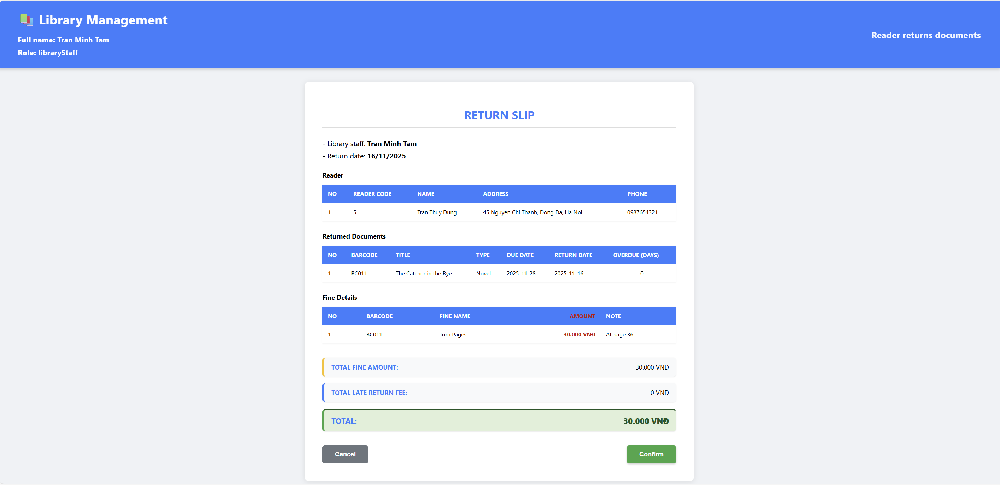 Library Management
Full name: Tran Minh Tam
Role: libraryStaff
Reader returns documents
RETURN SLIP
- Library staff: Tran Minh Tam
- Return date: 16/11/2025
Reader
NO READER CODE NAME ADDRESS PHONE
1 5 Tran Thuy Dung 45 Nguyen Chi Thanh, Dong Da, Ha Noi 0987654321
Returned Documents
NO BARCODE TITLE TYPE DUE DATE RETURN DATE OVERDUE (DAYS)
1 BC011 The Catcher in the Rye Novel 2025-11-28 2025-11-16 0
Fine Details
NO BARCODE FINE NAME AMOUNT NOTE
1 BC011 Torn Pages 30.000 VNĐ At page 36
TOTAL FINE AMOUNT: 30.000 VNĐ
TOTAL LATE RETURN FEE: 0 VNĐ
TOTAL: 30.000 VNĐ
Cancel Confirm